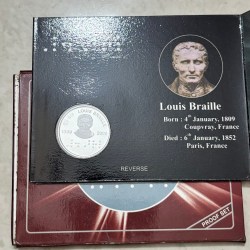 Louis Braille
Born : 4th January, 1809
Coupvray, France
Died : 6th January, 1852
Paris, France
REVERSE
PROOF SET